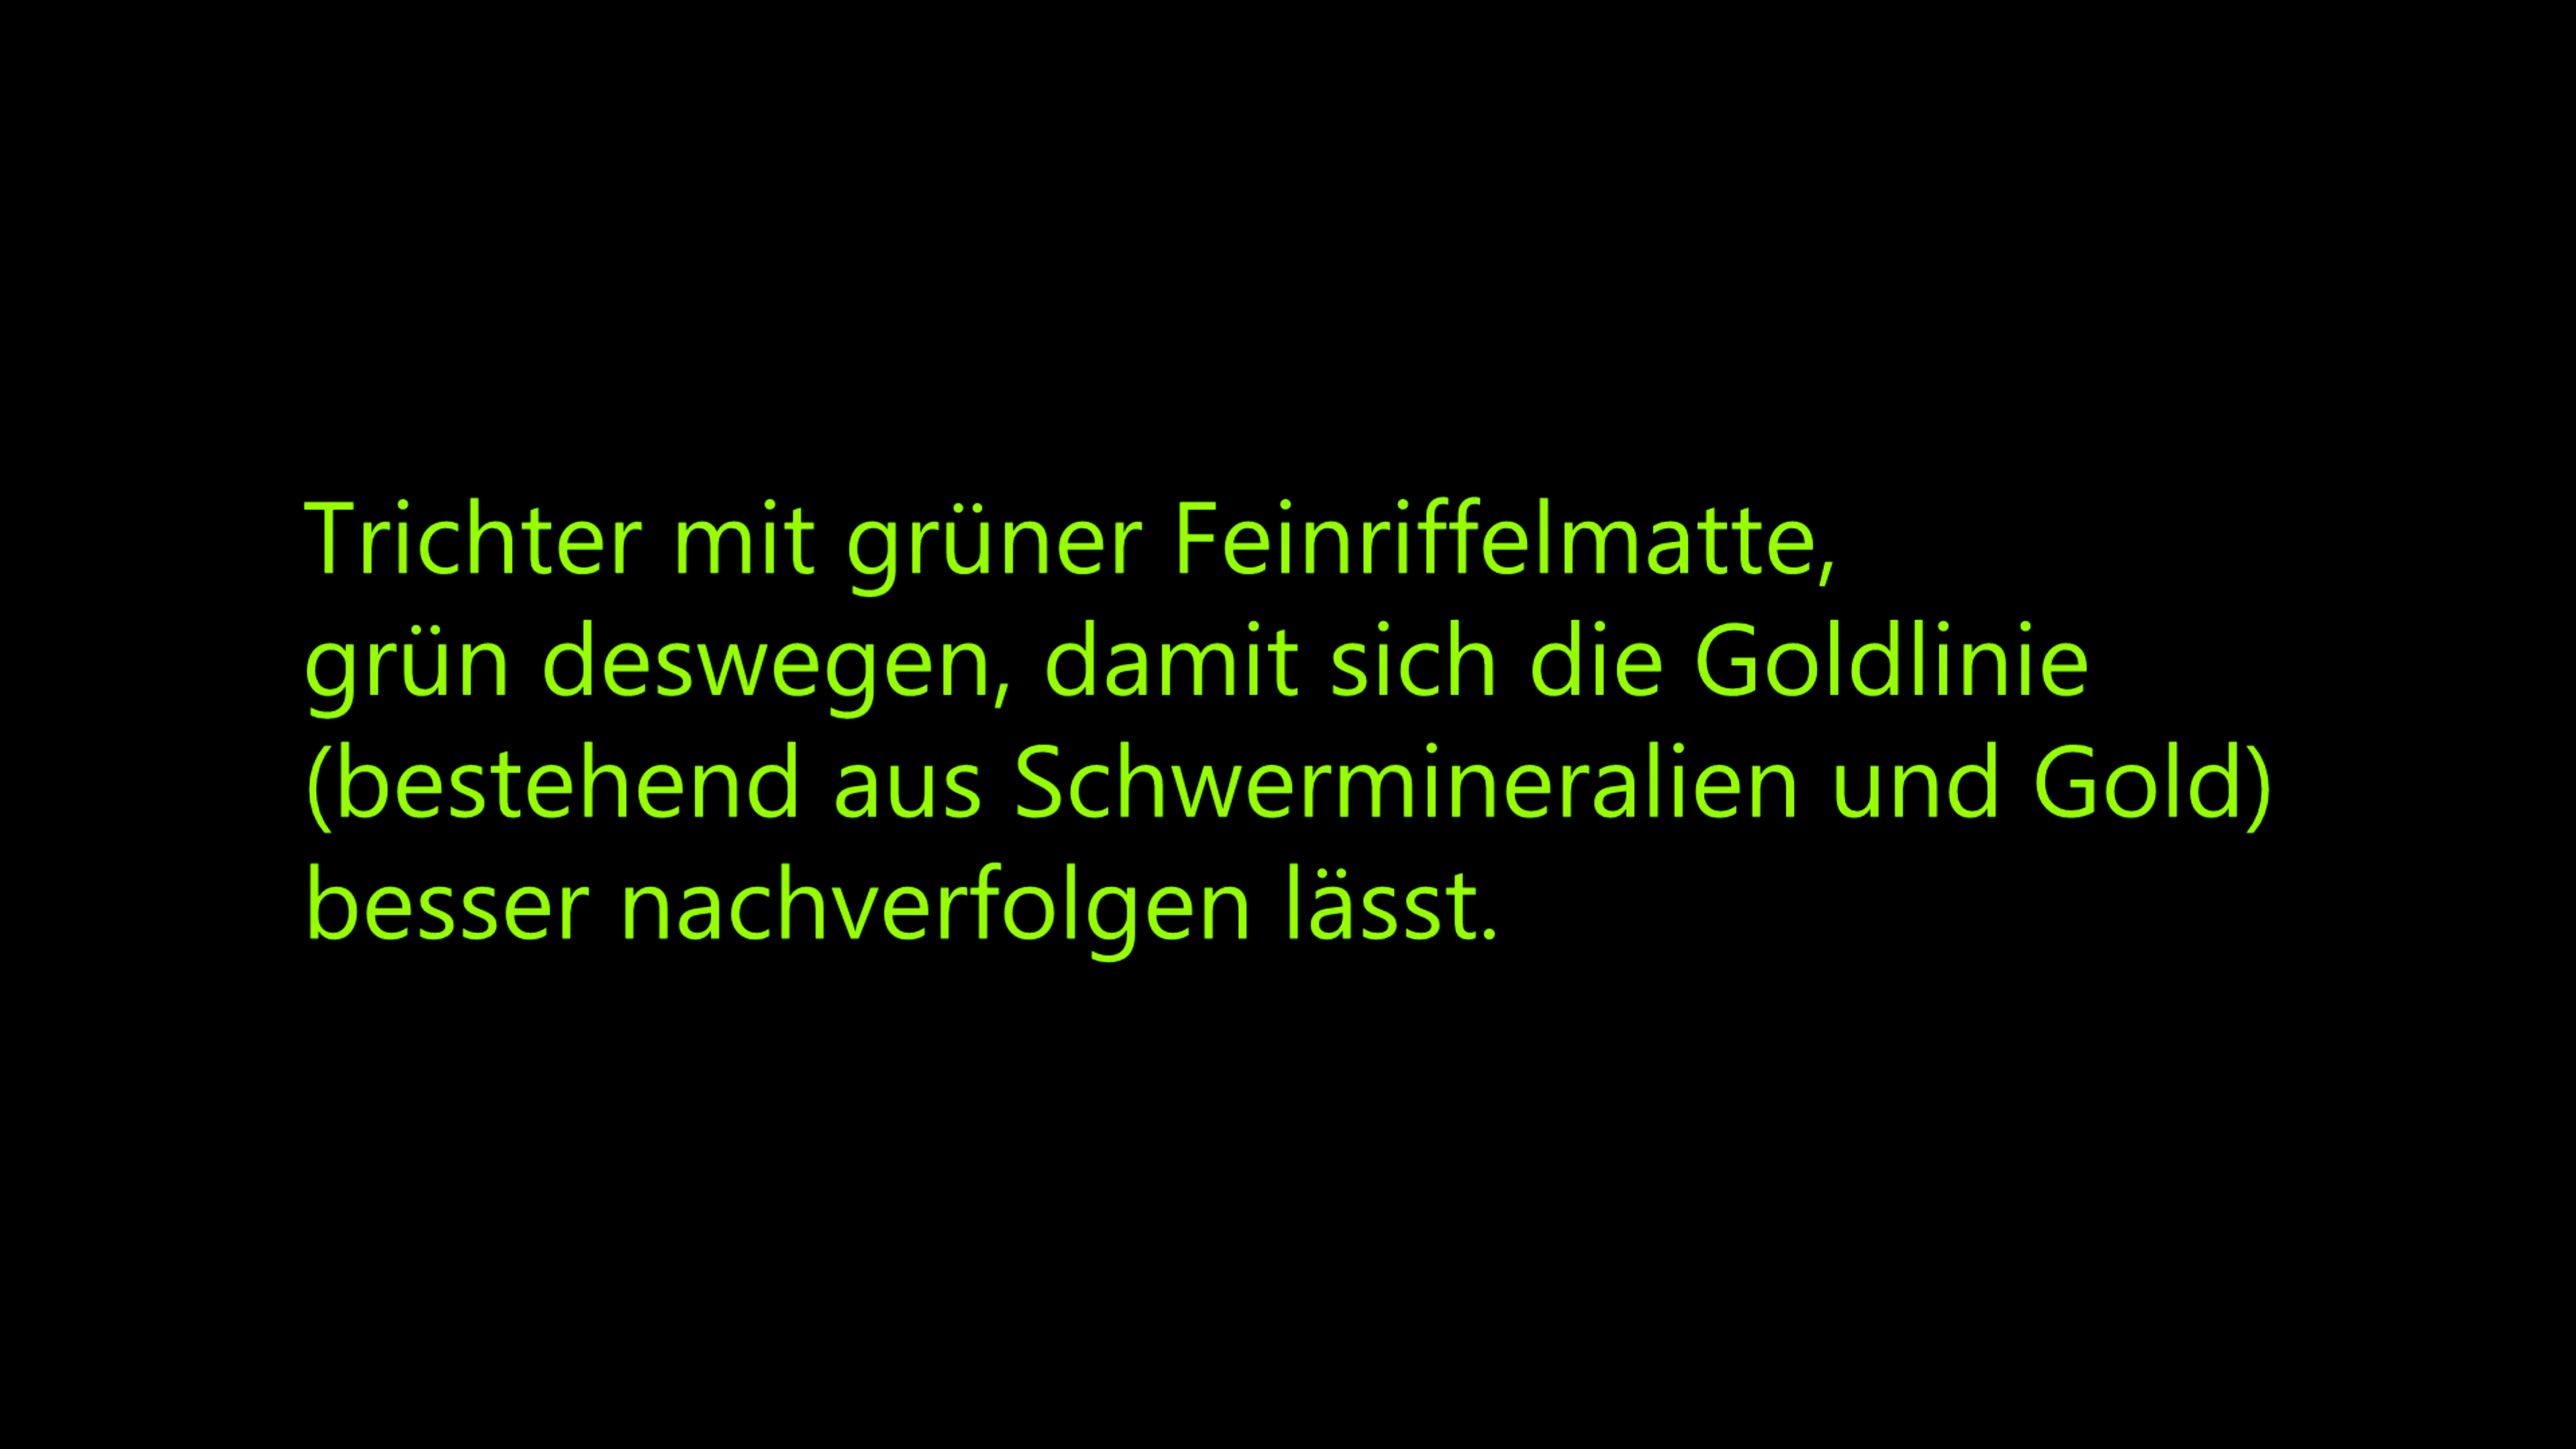 Trichter mit grüner Feinriffelmatte,
grün deswegen, damit sich die Goldlinie
(bestehend aus Schwermineralien und Gold)
besser nachverfolgen lässt.